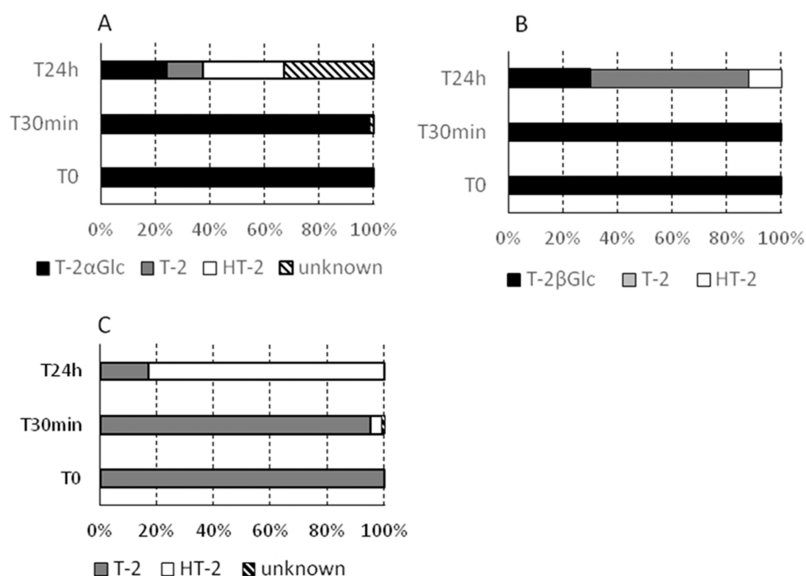 A
T24h
T30min
T0
0% 20% 40% 60% 80% 100%
T-2αGlc T-2 HT-2 unknown
B
T24h
T30min
T0
0% 20% 40% 60% 80% 100%
T-2βGlc T-2 HT-2
C
T24h
T30min
T0
0% 20% 40% 60% 80% 100%
T-2 HT-2 unknown